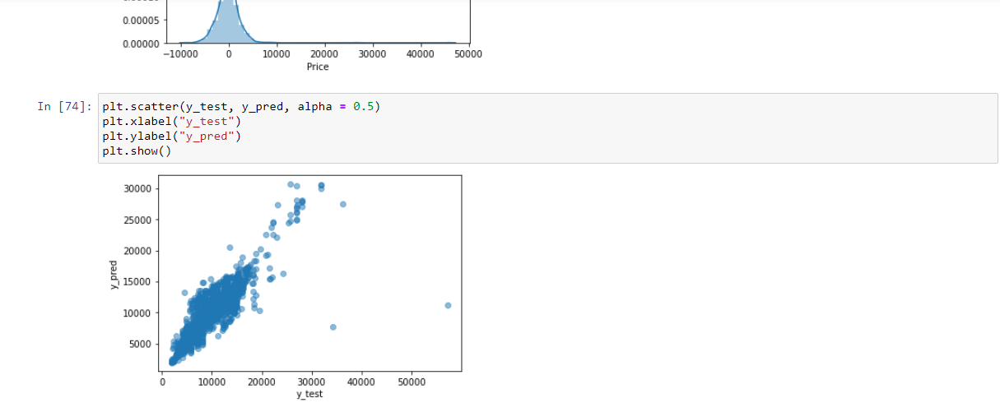 0.00005
0.00000
−10000 0 10000 20000 30000 40000 50000
Price
In [74]: plt.scatter(y_test, y_pred, alpha = 0.5)
plt.xlabel("y_test")
plt.ylabel("y_pred")
plt.show()
30000
25000
20000
15000
10000
5000
y_pred
0 10000 20000 30000 40000 50000
y_test